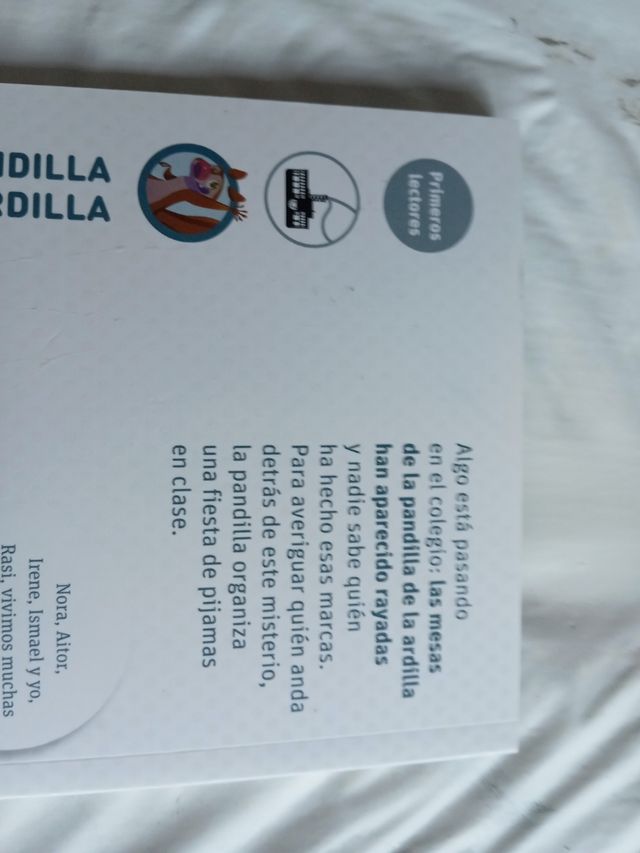 Primeros
lectores
DILLA
DILLA
Algo está pasando
en el colegio: las mesas
de la pandilla de la ardilla
han aparecido rayadas
y nadie sabe quién
ha hecho esas marcas.
Para averiguar quién anda
detrás de este misterio,
la pandilla organiza
una fiesta de pijamas
en clase.
Nora, Aitor,
Irene, Ismael y yo,
Rasi, vivimos muchas